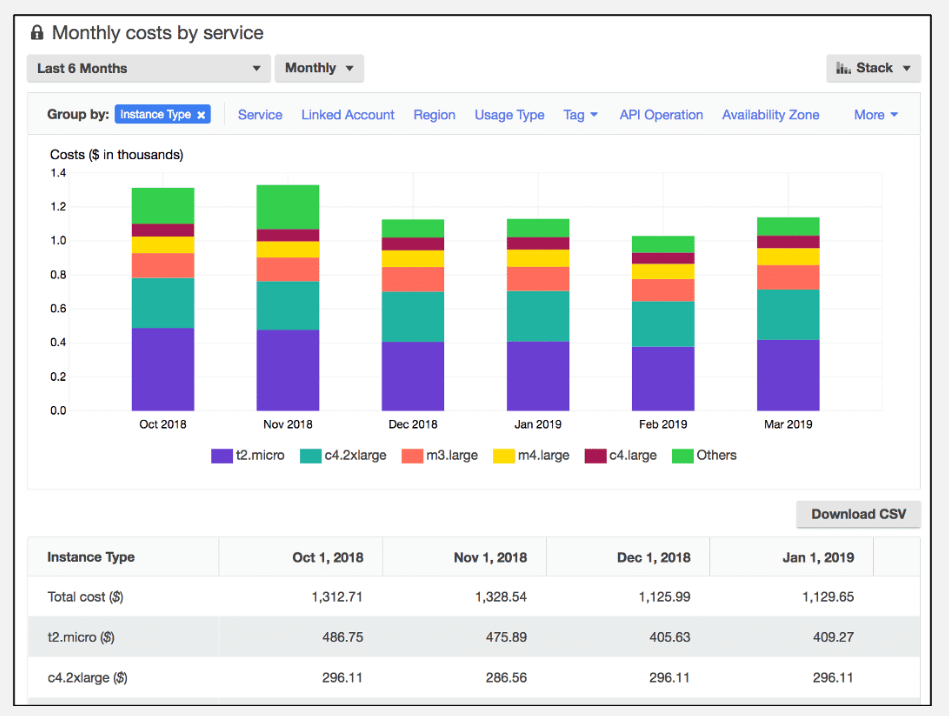 Monthly costs by service
Last 6 Months Monthly Stack
Group by: Instance Type × Service Linked Account Region Usage Type Tag API Operation Availability Zone More
Costs ($ in thousands)
1.4
1.2
1.0
0.8
0.6
0.4
0.2
0.0
Oct 2018 Nov 2018 Dec 2018 Jan 2019 Feb 2019 Mar 2019
t2.micro c4.2xlarge m3.large m4.large c4.large Others
Download CSV
Instance Type Oct 1, 2018 Nov 1, 2018 Dec 1, 2018 Jan 1, 2019
Total cost ($) 1,312.71 1,328.54 1,125.99 1,129.65
t2.micro ($) 486.75 475.89 405.63 409.27
c4.2xlarge ($) 296.11 286.56 296.11 296.11